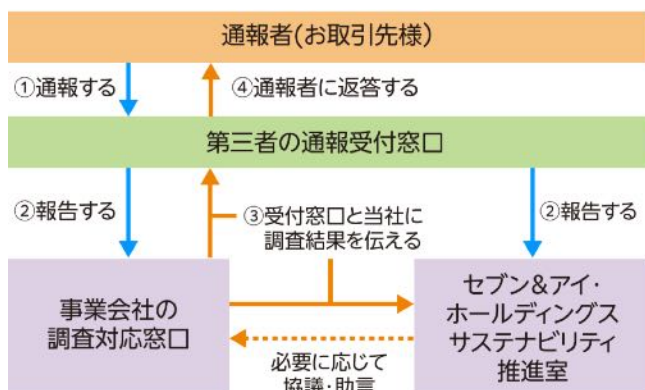 通報者(お取引先様)
①通報する
④通報者に返答する
第三者の通報受付窓口
②報告する
③受付窓口と当社に
調査結果を伝える
②報告する
事業会社の
調査対応窓口
セブン&アイ・
ホールディングス
サステナビリティ
推進室
必要に応じて
協議・助言